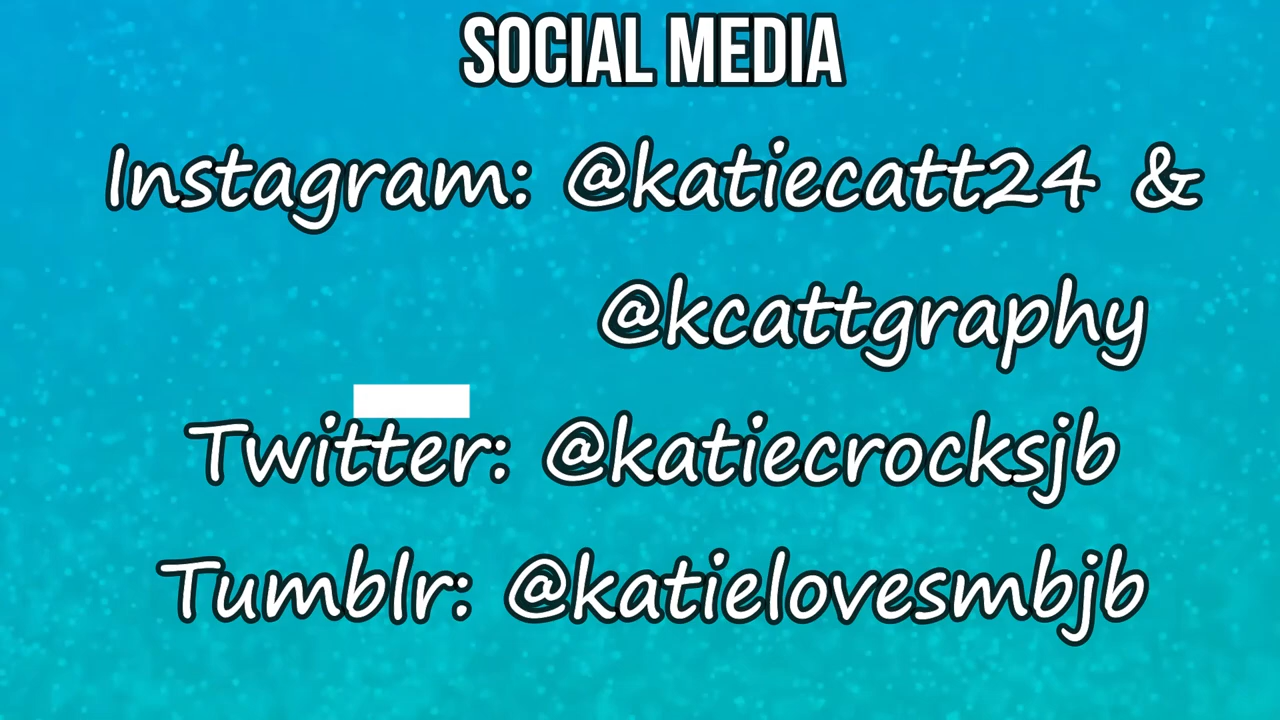 SOCIAL MEDIA
Instagram: @katiecatt24 &
@kcattgraphy
Twitter: @katiecrocksjb
Tumblr: @katielovesmbjb